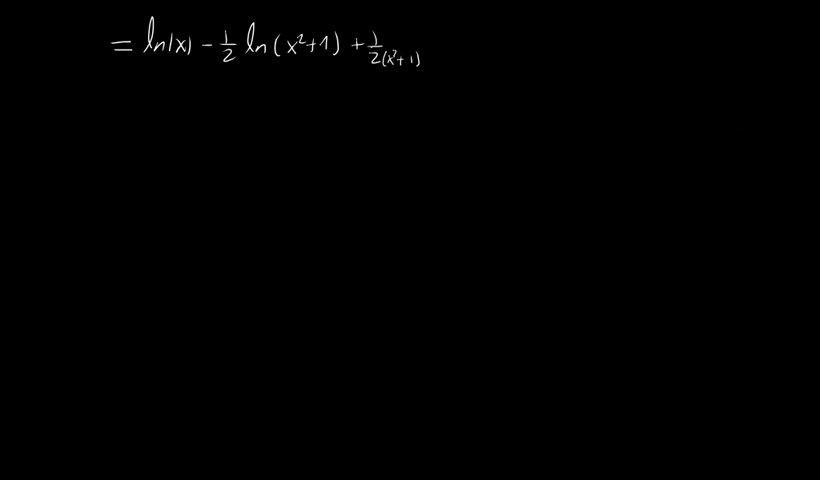 = ln|x| - 1/2 ln(x²+1) + 1/2(x²+1)